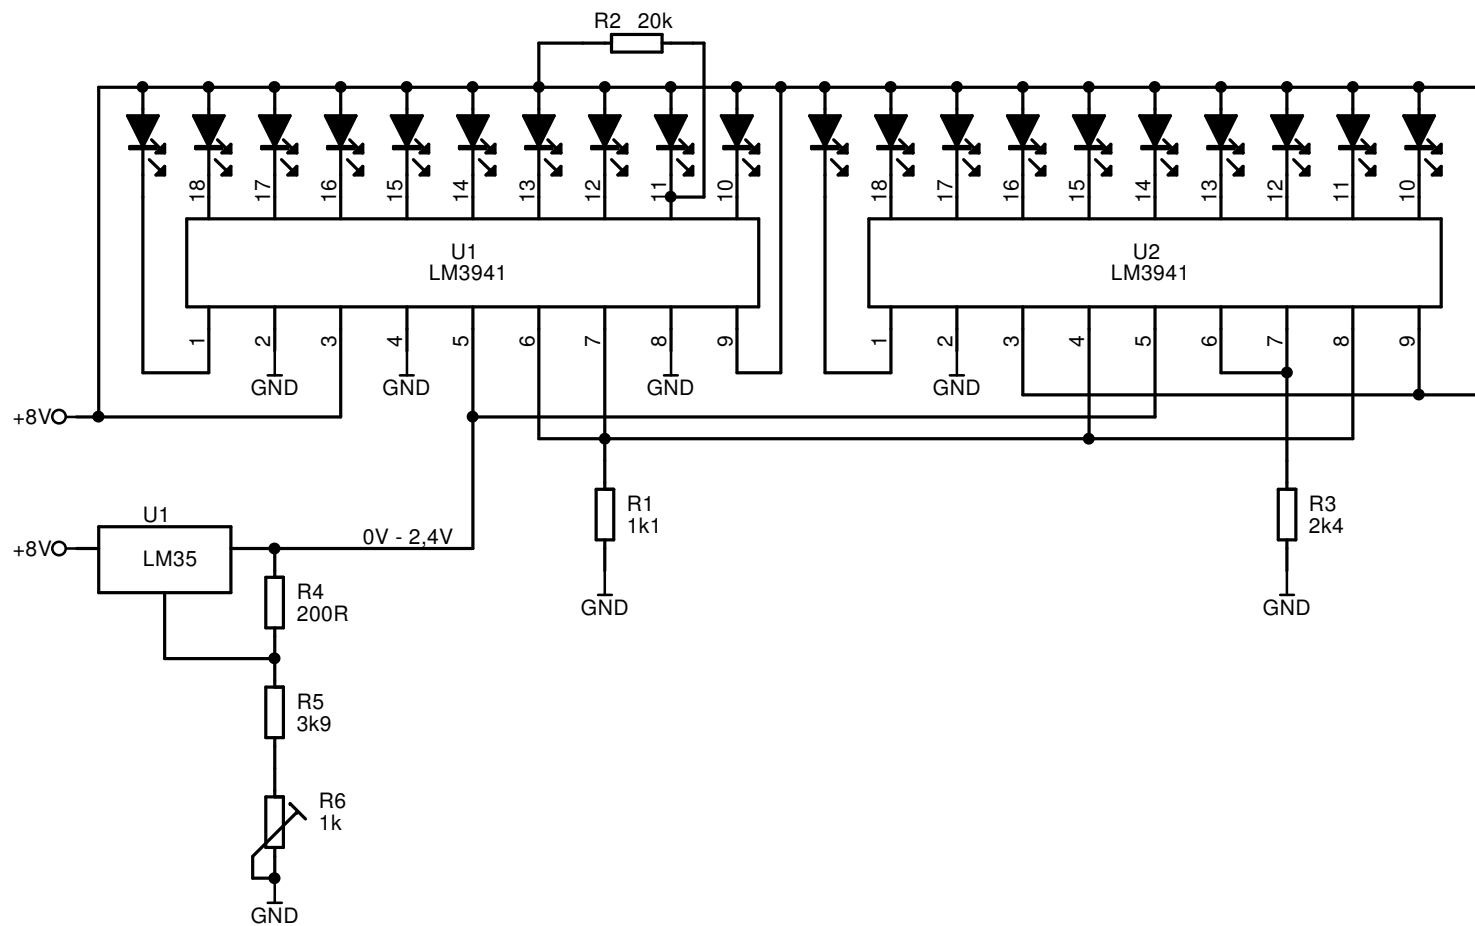 R2 20k
18 17 16 15 14 13 12 11 10 18 17 16 15 14 13 12 11 10
U1 U2
LM3941 LM3941
1 2 3 4 5 6 7 8 9 1 2 3 4 5 6 7 8 9
GND GND GND GND
+8V
U1
+8V
LM35
0V - 2,4V
R1
1k1
R3
2k4
R4
200R
GND GND
R5
3k9
R6
1k
GND